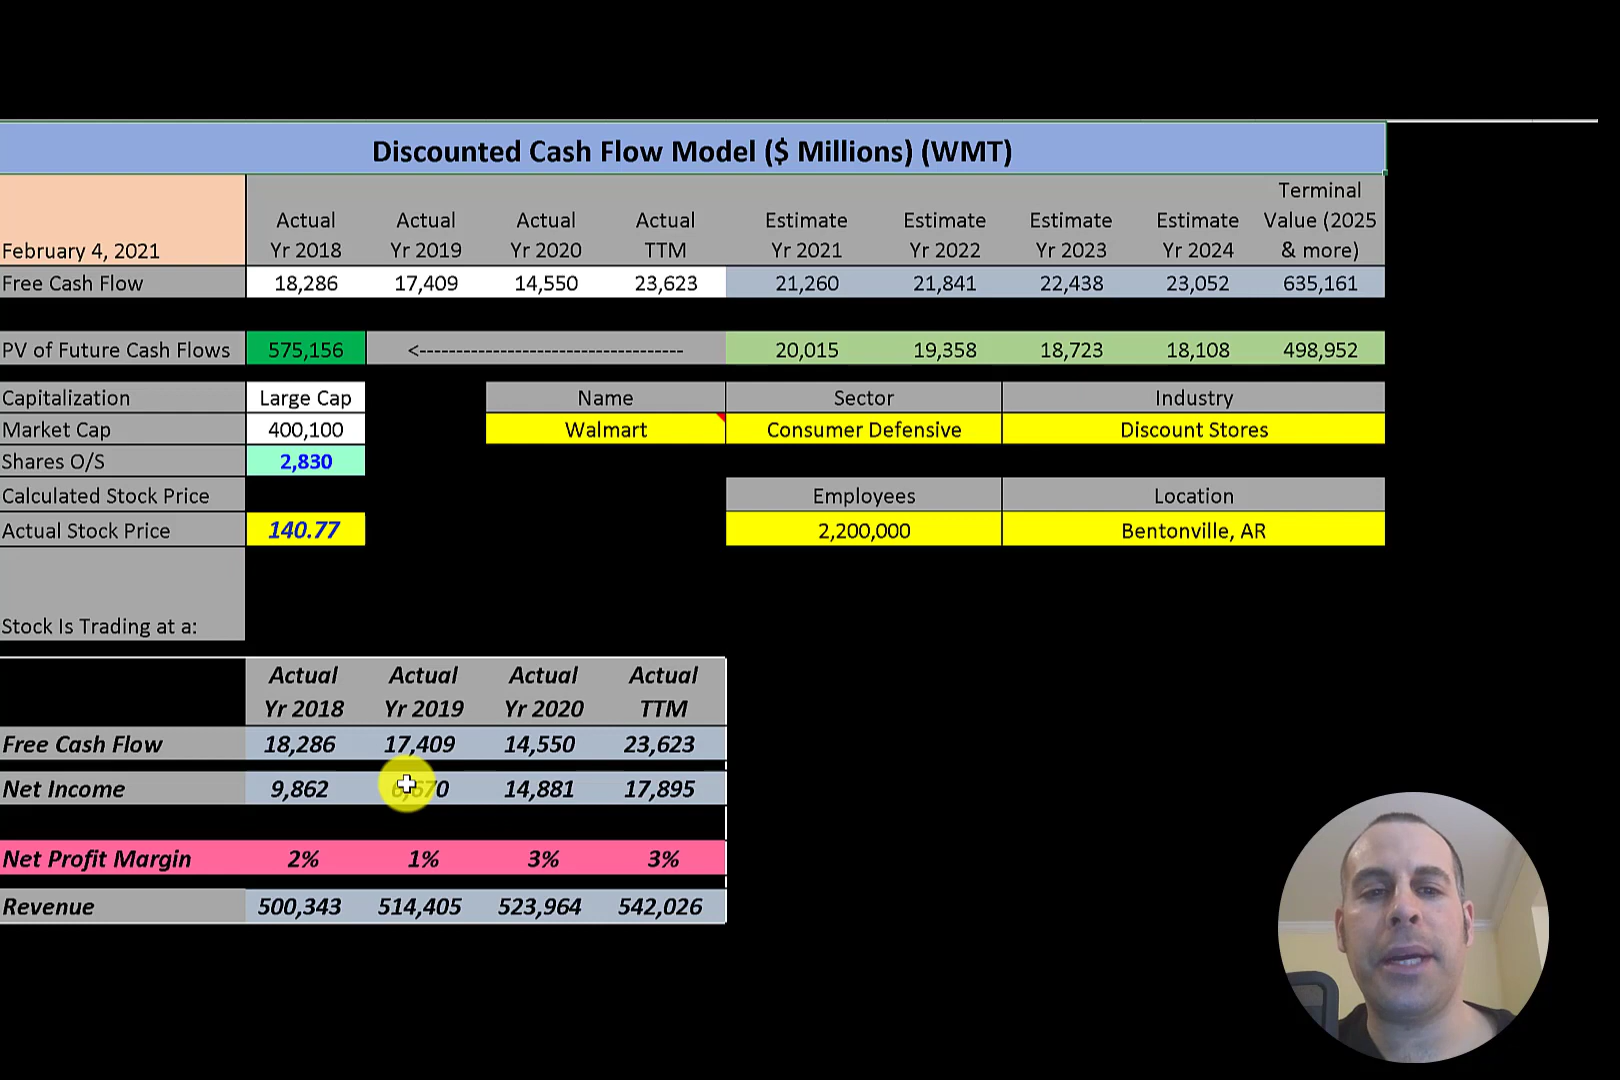 Discounted Cash Flow Model ($ Millions) (WMT)
February 4, 2021 Actual Yr 2018 Actual Yr 2019 Actual Yr 2020 Actual TTM Estimate Yr 2021 Estimate Yr 2022 Estimate Yr 2023 Estimate Yr 2024 Terminal Value (2025 & more)
Free Cash Flow 18,286 17,409 14,550 23,623 21,260 21,841 22,438 23,052 635,161
PV of Future Cash Flows 575,156 <------------------------------------ 20,015 19,358 18,723 18,108 498,952
Capitalization Large Cap Name Sector Industry
Market Cap 400,100 Walmart Consumer Defensive Discount Stores
Shares O/S 2,830
Calculated Stock Price Employees Location
Actual Stock Price 140.77 2,200,000 Bentonville, AR
Stock Is Trading at a:
Actual Yr 2018 Actual Yr 2019 Actual Yr 2020 Actual TTM
Free Cash Flow 18,286 17,409 14,550 23,623
Net Income 9,862 14,881 17,895
Net Profit Margin 2% 1% 3% 3%
Revenue 500,343 514,405 523,964 542,026